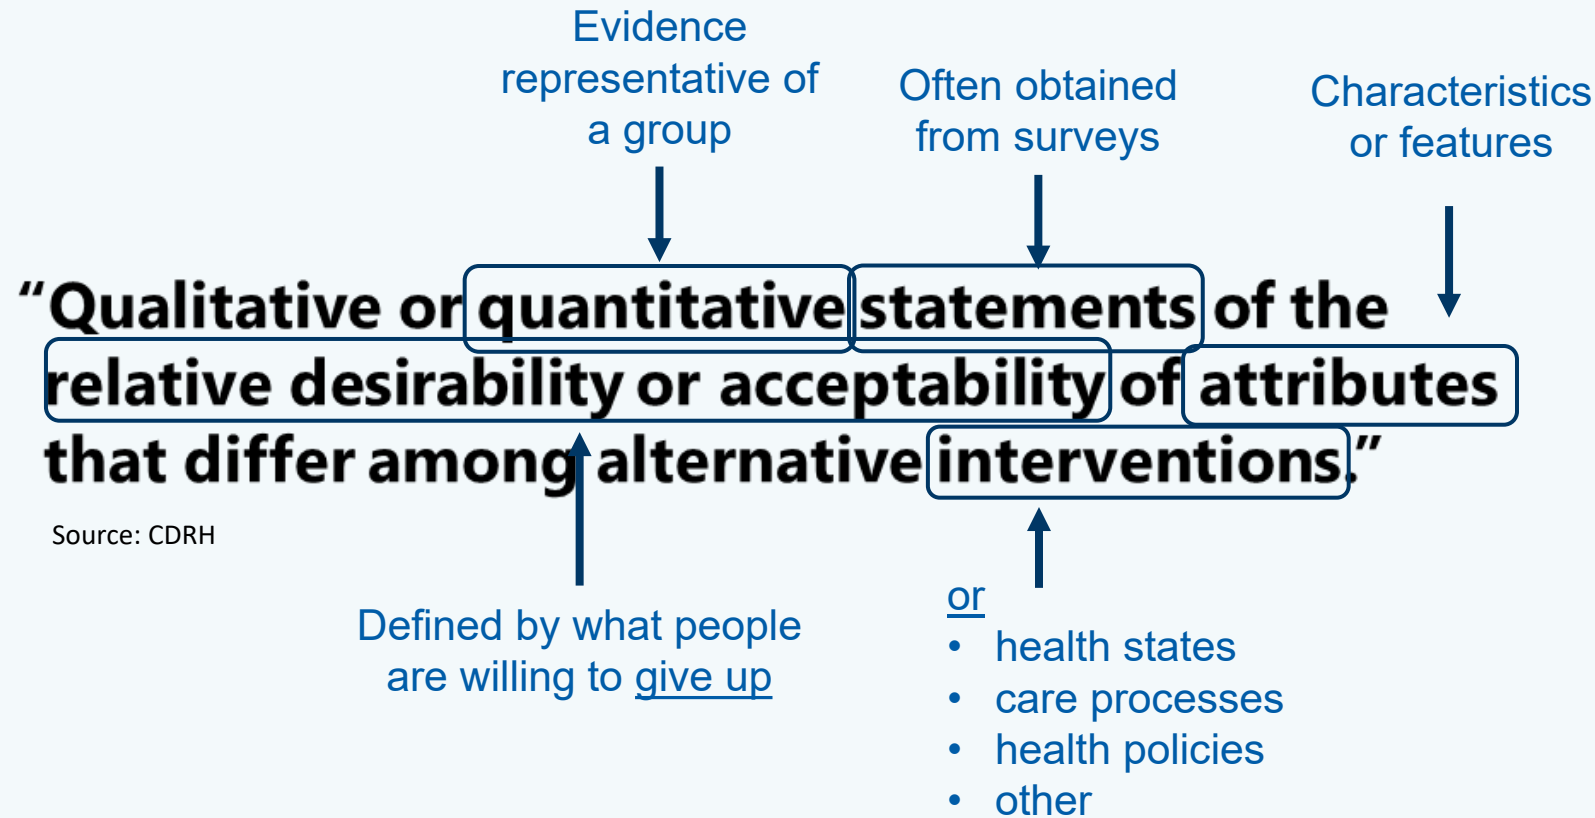 Evidence
representative of
a group
Often obtained
from surveys
Characteristics
or features
“Qualitative or quantitative statements of the
relative desirability or acceptability of attributes
that differ among alternative interventions.”
Source: CDRH
Defined by what people
are willing to give up
or
• health states
• care processes
• health policies
• other